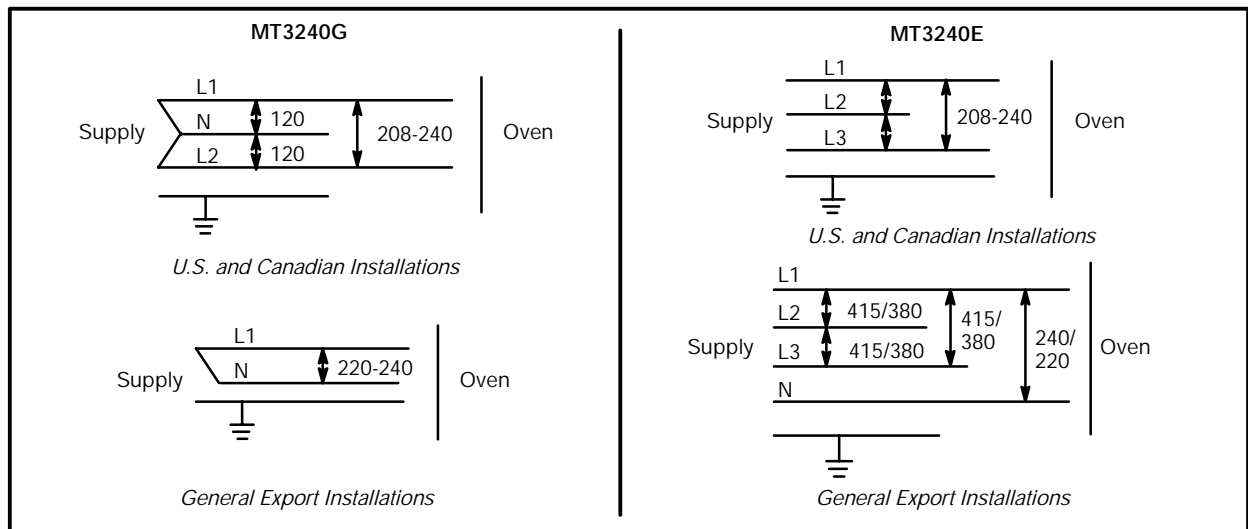 MT3240G
L1
N 120
Supply 208-240 Oven
L2 120
U.S. and Canadian Installations
L1
N 220-240
Supply Oven
General Export Installations
MT3240E
L1
L2
Supply 208-240 Oven
L3
U.S. and Canadian Installations
L1
L2 415/380
415/
380
240/
220
Supply L3 415/380 Oven
N
General Export Installations